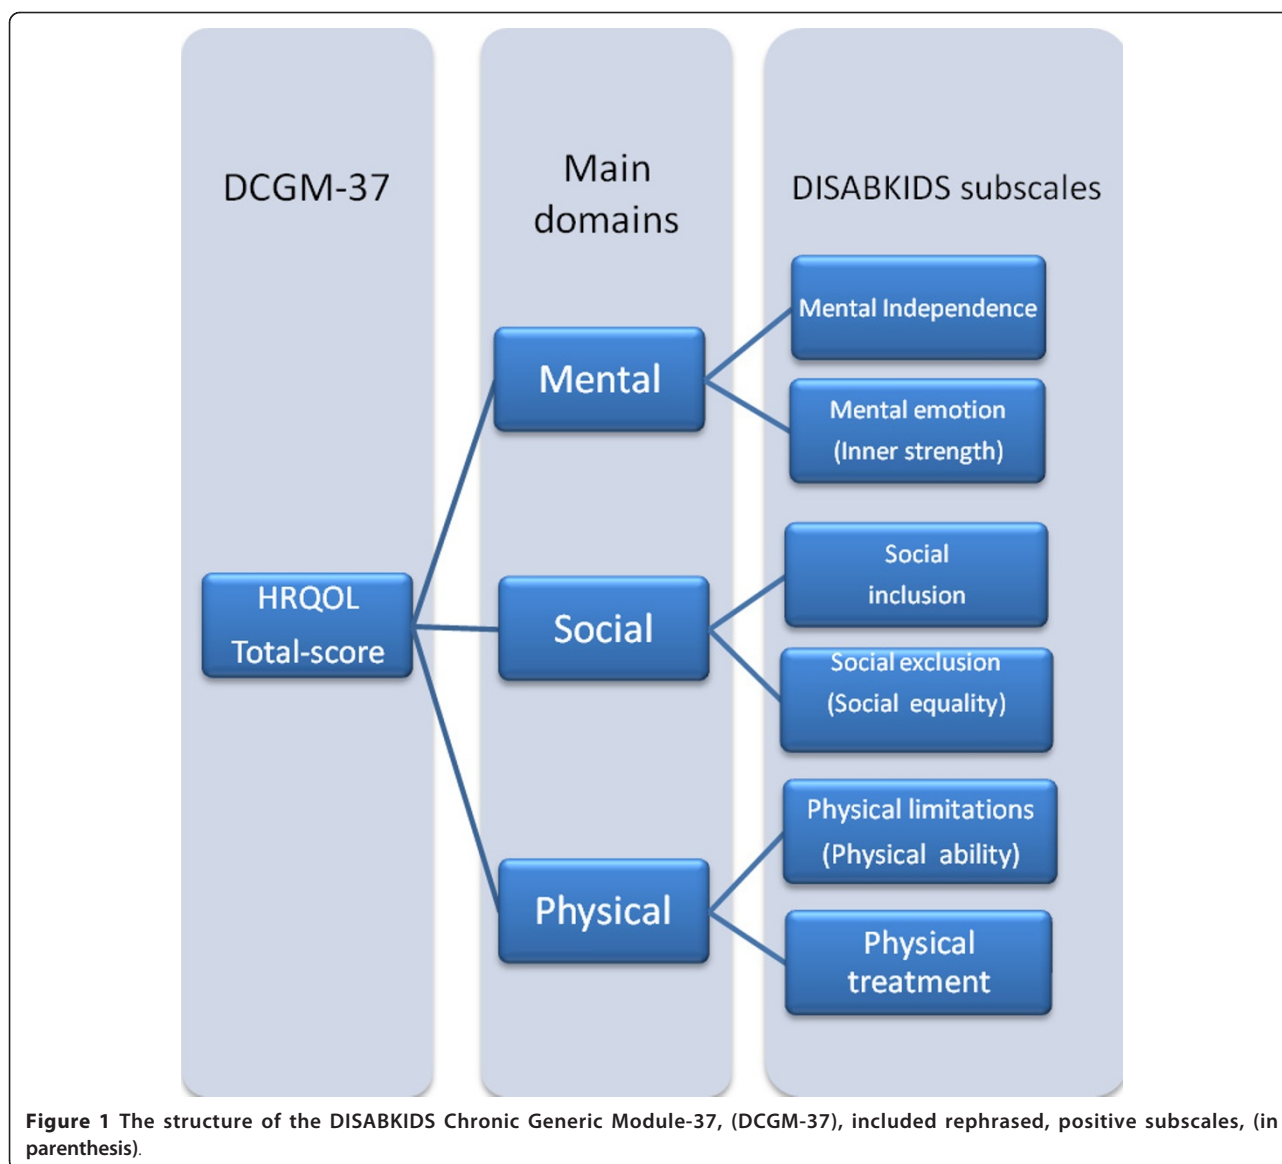 DCGM-37
Main
domains
DISABKIDS subscales
HRQOL
Total-score
Mental
Social
Physical
Mental Independence
Mental emotion
(Inner strength)
Social
inclusion
Social exclusion
(Social equality)
Physical limitations
(Physical ability)
Physical
treatment
Figure 1 The structure of the DISABKIDS Chronic Generic Module-37, (DCGM-37), included rephrased, positive subscales, (in
parenthesis).